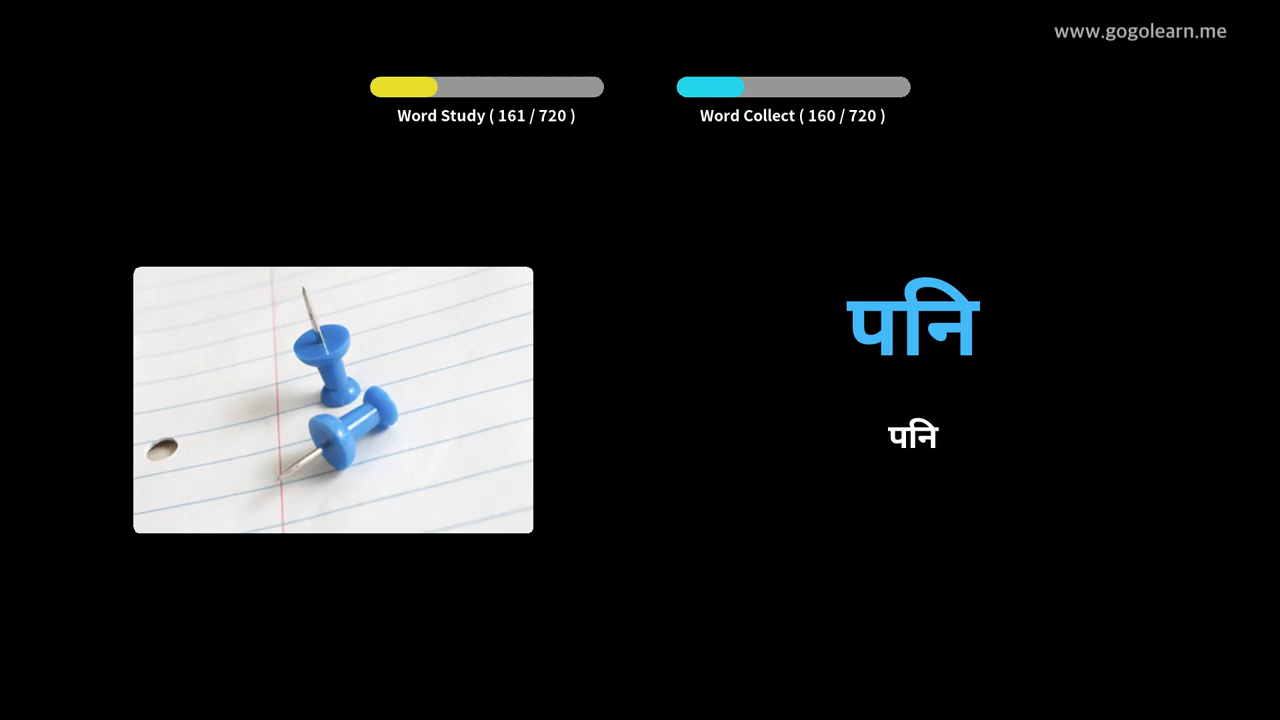 www.gogolearn.me
Word Study ( 161 / 720 )
Word Collect ( 160 / 720 )
पनि
पनि